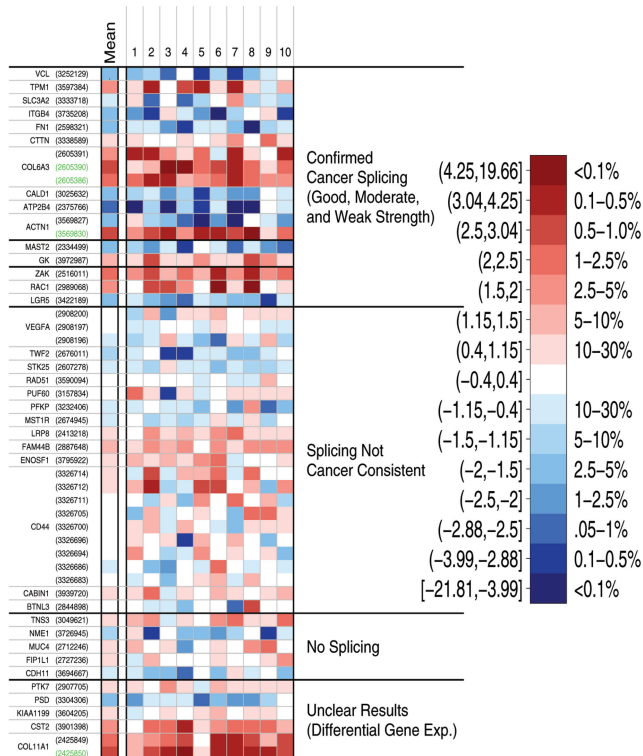 Mean 1 2 3 4 5 6 7 8 9 10
VCL (3252129)
TPM1 (3597384)
SLC3A2 (3333718)
ITGB4 (3735208)
FN1 (2598321)
CTTN (3338589)
(2605391)
COL6A3 (2605390)
(2605386)
CALD1 (3025632)
ATP2B4 (2375766)
(3569827)
ACTN1
(3569830)
MAST2 (2334499)
GK (3972987)
ZAK (2516011)
RAC1 (2989068)
LGR5 (3422189)
(2908200)
VEGFA (2908197)
(2908196)
TWF2 (2676011)
STK25 (2607278)
RAD51 (3590094)
PUF60 (3157834)
PFKP (3232406)
MST1R (2674945)
LRP8 (2413218)
FAM44B (2887648)
ENOSF1 (3795922)
(3326714)
(3326712)
(3326711)
(3326705)
CD44 (3326700)
(3326696)
(3326694)
(3326686)
(3326683)
CABIN1 (3939720)
BTNL3 (2844898)
TNS3 (3049621)
NME1 (3726945)
MUC4 (2712246)
FIP1L1 (2727236)
CDH11 (3694667)
PTK7 (2907705)
PSD (3304306)
KIAA1199 (3604205)
CST2 (3901398)
(2425849)
COL11A1
(2425850)
Confirmed
Cancer Splicing
(Good, Moderate,
and Weak Strength)
Splicing Not
Cancer Consistent
No Splicing
Unclear Results
(Differential Gene Exp.)
(4.25,19.66] <0.1%
(3.04,4.25] 0.1–0.5%
(2.5,3.04] 0.5–1.0%
(2,2.5] 1–2.5%
(1.5,2] 2.5–5%
(1.15,1.5] 5–10%
(0.4,1.15] 10–30%
(−0.4,0.4]
(−1.15,−0.4] 10–30%
(−1.5,−1.15] 5–10%
(−2,−1.5] 2.5–5%
(−2.5,−2] 1–2.5%
(−2.88,−2.5] .05–1%
(−3.99,−2.88] 0.1–0.5%
[−21.81,−3.99] <0.1%